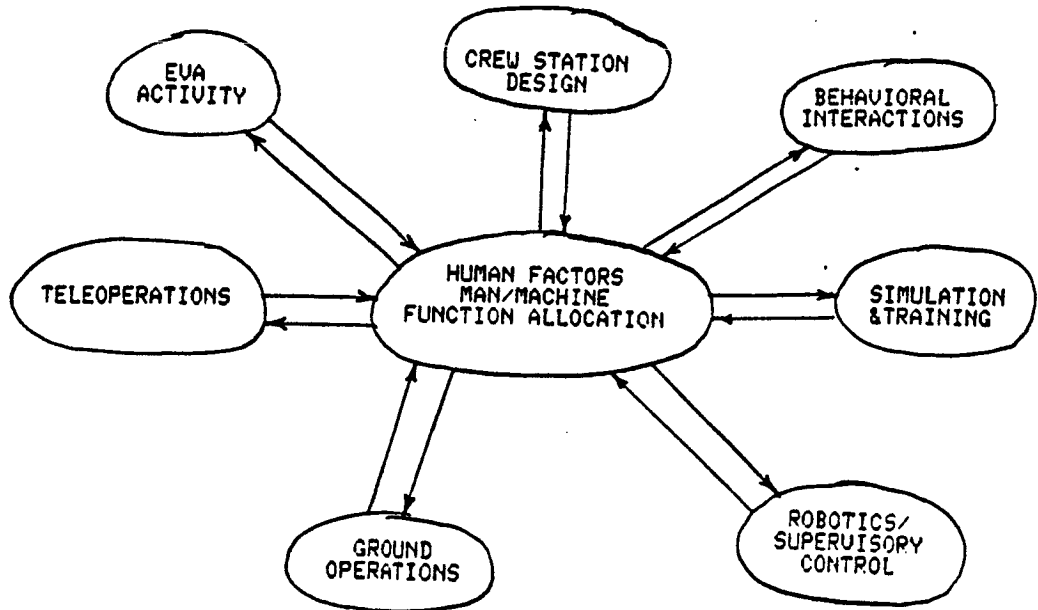 EVA
ACTIVITY
CREW STATION
DESIGN
BEHAVIORAL
INTERACTIONS
TELEOPERATIONS
HUMAN FACTORS
MAN/MACHINE
FUNCTION ALLOCATION
SIMULATION
&TRAINING
GROUND
OPERATIONS
ROBOTICS/
SUPERVISORY
CONTROL